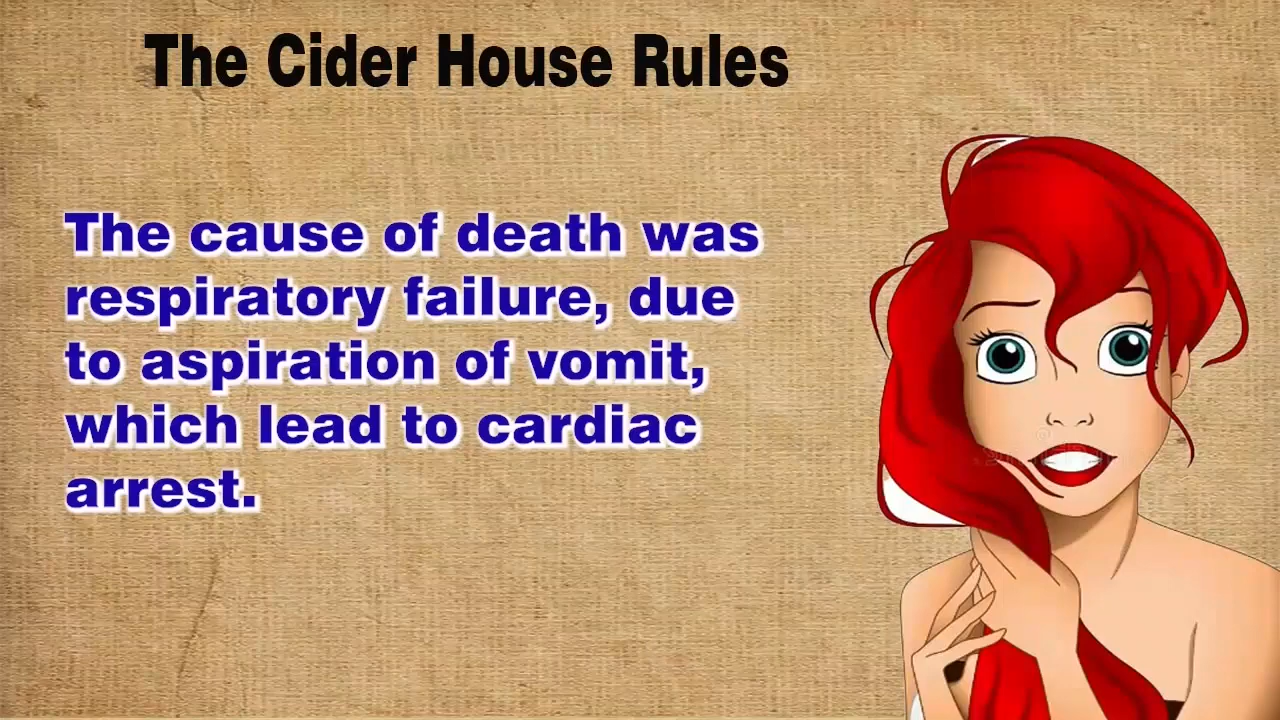 The Cider House Rules
The cause of death was
respiratory failure, due
to aspiration of vomit,
which lead to cardiac
arrest.